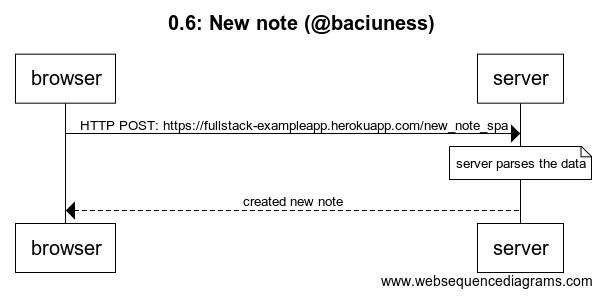 0.6: New note (@baciuness)
browser
server
HTTP POST: https://fullstack-exampleapp.herokuapp.com/new_note_spa
server parses the data
created new note
browser
server
www.websequencediagrams.com